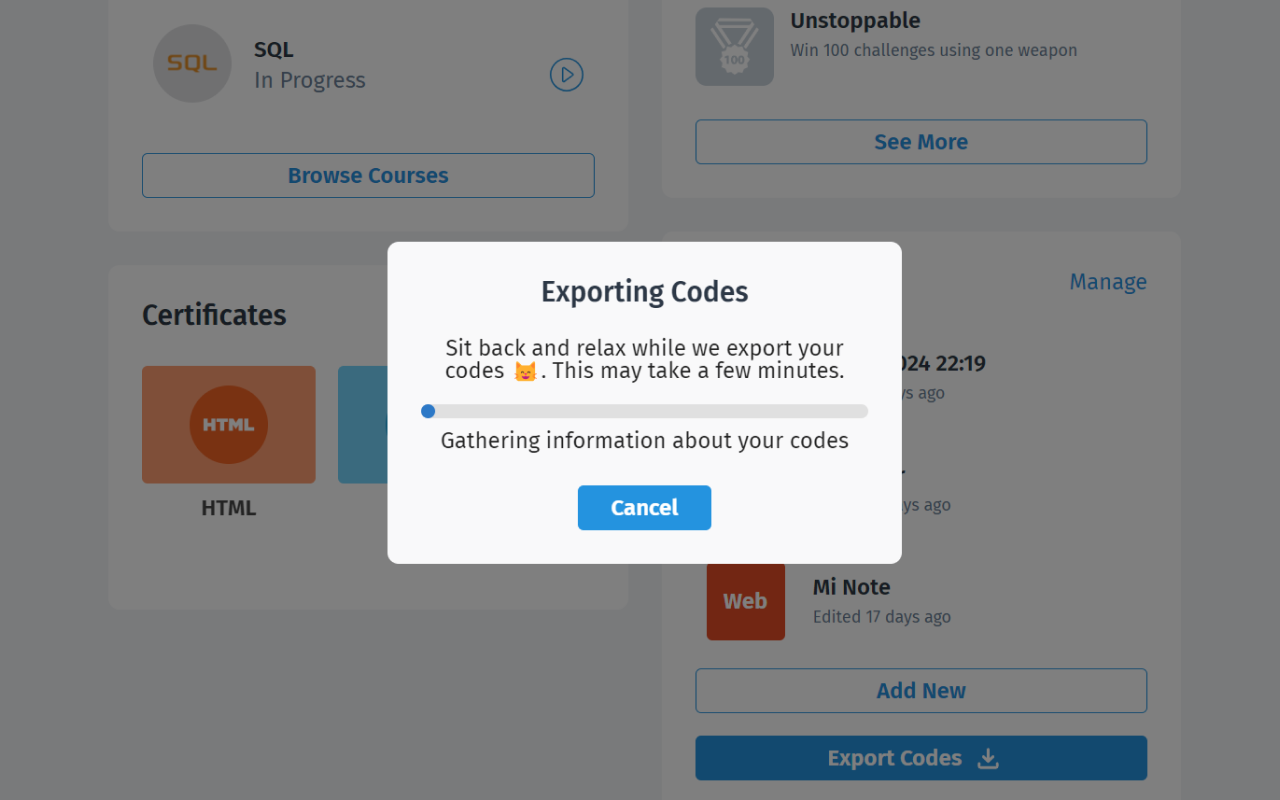 SQL
SQL
In Progress
Browse Courses
100
Unstoppable
Win 100 challenges using one weapon
See More
Certificates
HTML
HTML
Exporting Codes
Sit back and relax while we export your
codes 😸. This may take a few minutes.
Gathering information about your codes
Cancel
Manage
22:19
ago
ago
Web
Mi Note
Edited 17 days ago
Add New
Export Codes